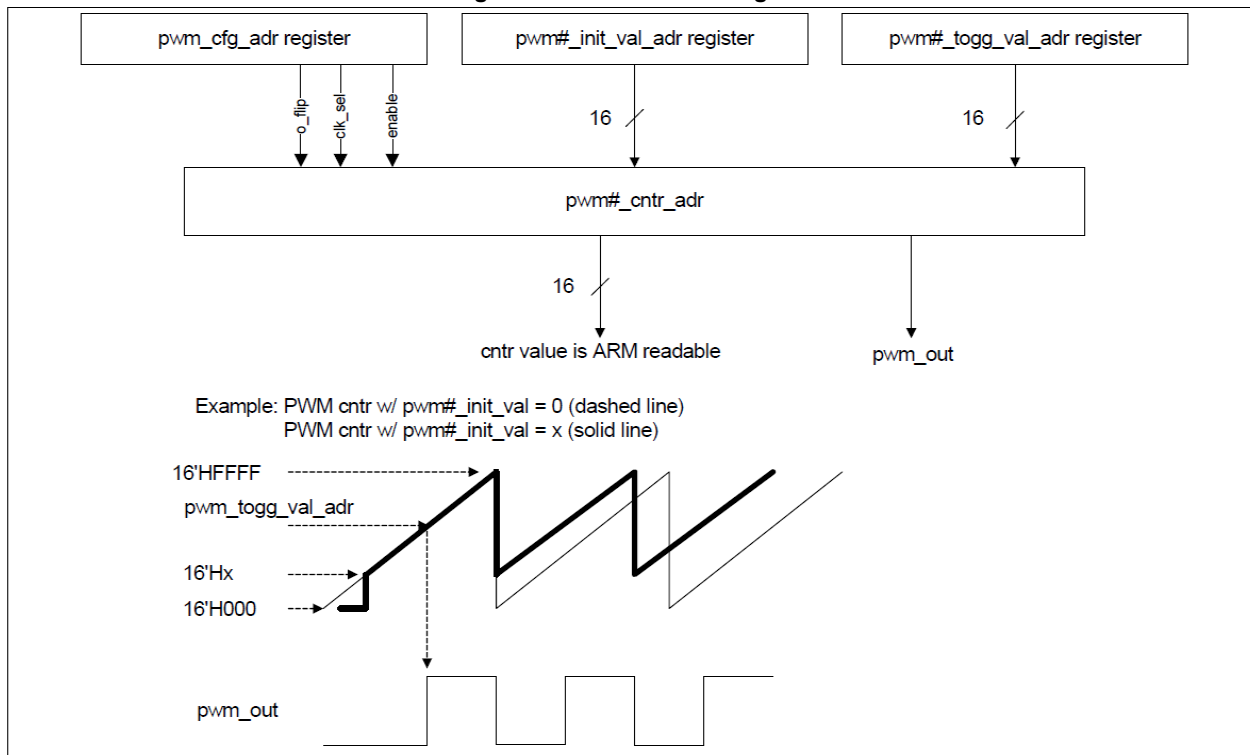 pwm_cfg_adr register
pwm#_init_val_adr register
pwm#_togg_val_adr register
o_flip
clk_sel
enable
16
16
pwm#_cntr_adr
16
cntr value is ARM readable
pwm_out
Example: PWM cntr w/ pwm#_init_val = 0 (dashed line)
PWM cntr w/ pwm#_init_val = x (solid line)
16'HFFFF
pwm_togg_val_adr
16'Hx
16'H000
pwm_out